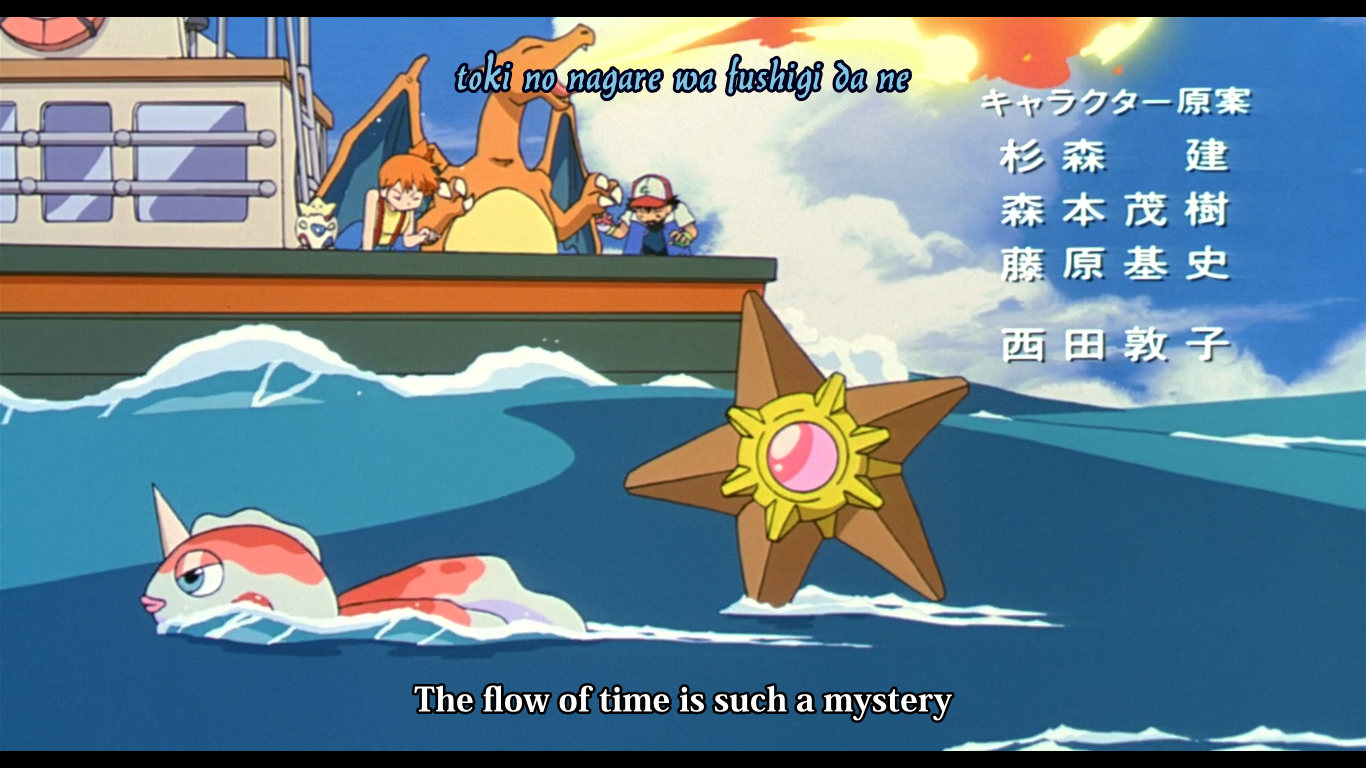 toki no nagare wa fushigi da ne
キャラクター原案
杉森 建
森本茂樹
藤原基史
西田敦子
The flow of time is such a mystery